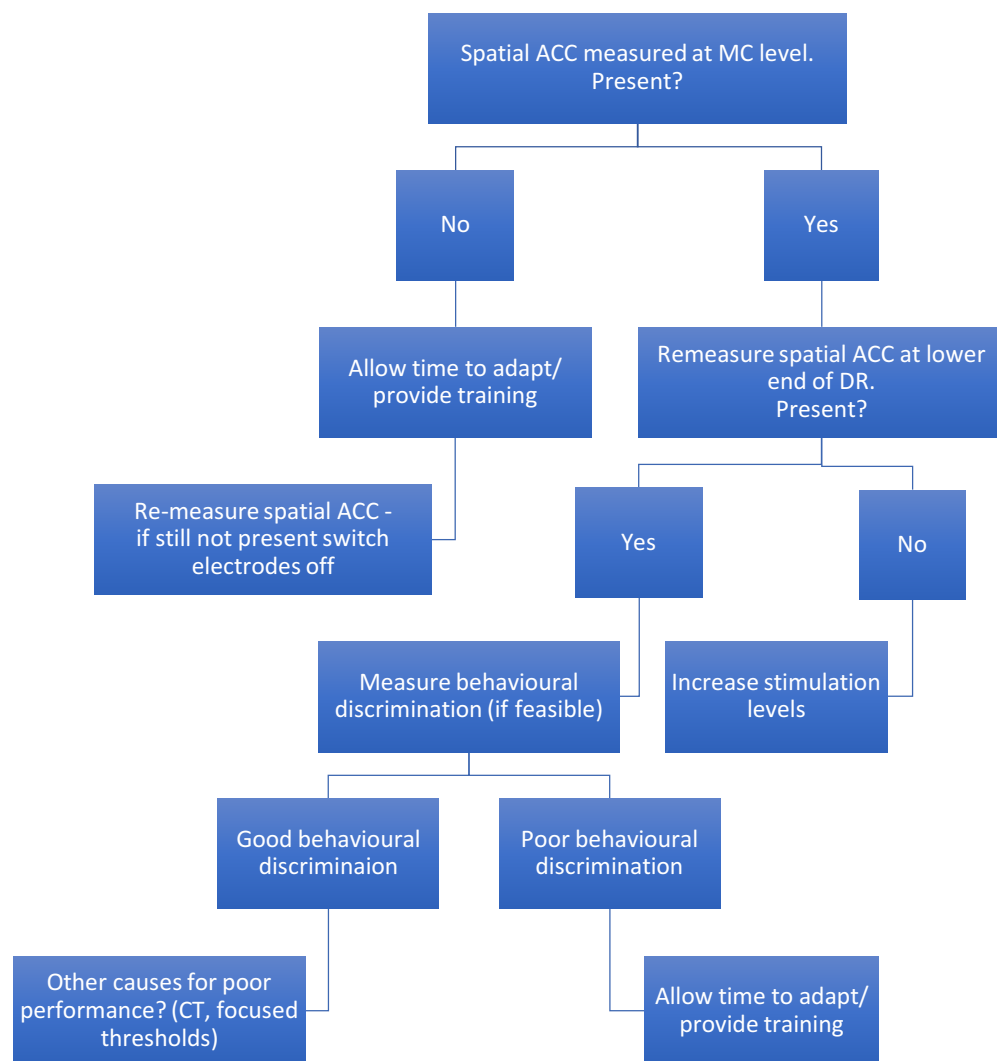 Spatial ACC measured at MC level.
Present?
No
Yes
Allow time to adapt/
provide training
Remeasure spatial ACC at lower
end of DR.
Present?
Re-measure spatial ACC -
if still not present switch
electrodes off
Yes
No
Measure behavioural
discrimination (if feasible)
Increase stimulation
levels
Good behavioural
discriminaion
Poor behavioural
discrimination
Other causes for poor
performance? (CT, focused
thresholds)
Allow time to adapt/
provide training